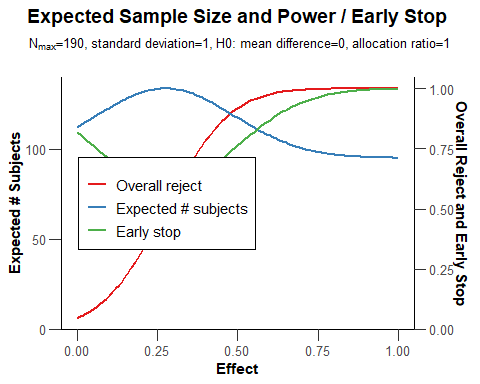 Expected Sample Size and Power / Early Stop
Nmax=190, standard deviation=1, H0: mean difference=0, allocation ratio=1
Expected # Subjects
100
50
0
Overall reject
Expected # subjects
Early stop
1.00
0.75
0.50
0.25
0.00
Overall Reject and Early Stop
0.00 0.25 0.50 0.75 1.00
Effect